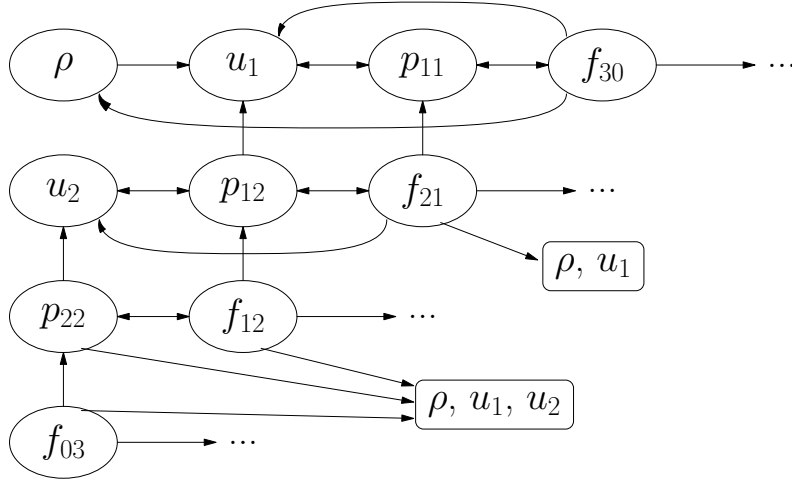 ρ u₁ p₁₁ f₃₀ ...
u₂ p₁₂ f₂₁ ...
ρ, u₁
p₂₂ f₁₂ ...
ρ, u₁, u₂
f₀₃ ...